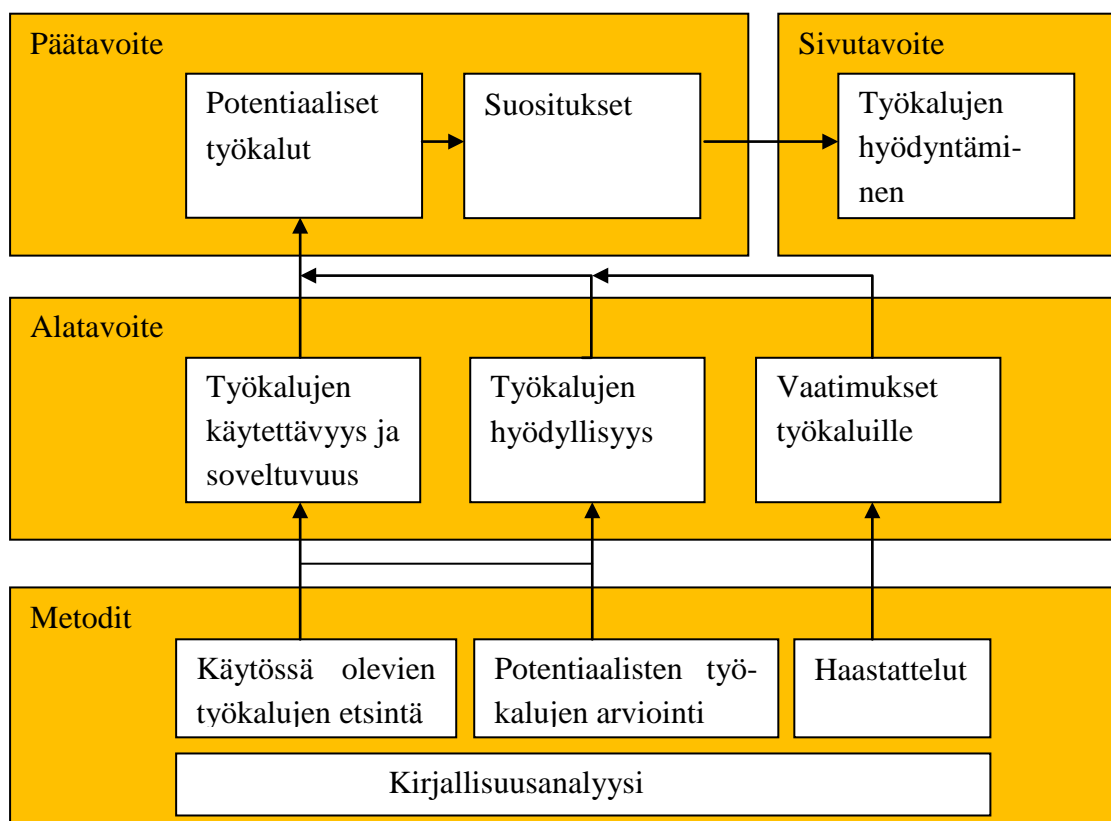 Päätavoite
Potentiaaliset
työkalut
Suositukset
Sivutavoite
Työkalujen
hyödyntämi-
nen
Alatavoite
Työkalujen
käytettävyys ja
soveltuvuus
Työkalujen
hyödyllisyys
Vaatimukset
työkaluille
Metodit
Käytössä olevien
työkalujen etsintä
Potentiaalisten työ-
kalujen arviointi
Haastattelut
Kirjallisuusanalyysi